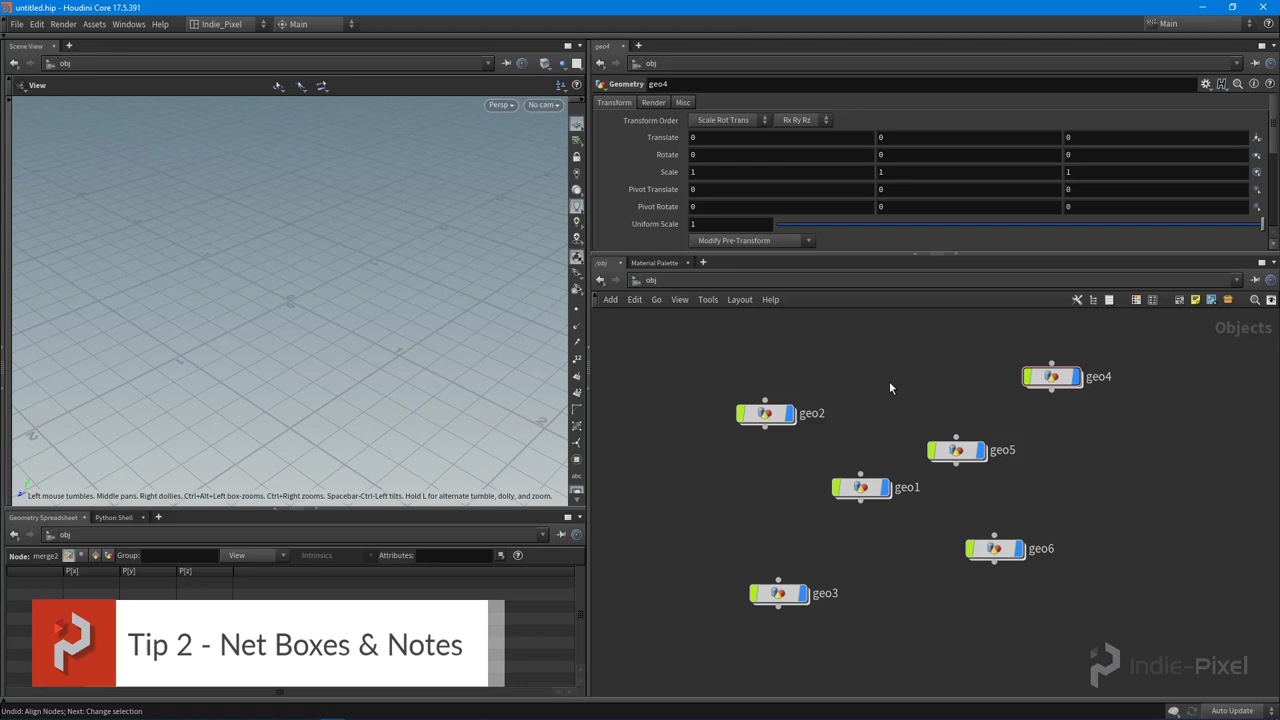 untitled.hip - Houdini Core 17.5.391
File Edit Render Assets Windows Help Indie_Pixel Main Main
Scene View
obj
View
Persp No cam
Left mouse tumbles. Middle pans. Right dollies. Ctrl+Alt+Left box-zooms. Ctrl+Right zooms. Spacebar-Ctrl-Left tilts. Hold L for alternate tumble, dolly, and zoom.
Geometry Spreadsheet Python Shell
obj
Node: merge2 Group: View Intrinsics Attributes:
P[x] P[y] P[z]
Tip 2 - Net Boxes & Notes
geo4
obj
Geometry geo4
Transform Render Misc
Transform Order Scale Rot Trans Rx Ry Rz
Translate 0 0 0
Rotate 0 0 0
Scale 1 1 1
Pivot Translate 0 0 0
Pivot Rotate 0 0 0
Uniform Scale 1
Modify Pre-Transform
/obj Material Palette
obj
Add Edit Go View Tools Layout Help
Objects
geo4
geo2
geo5
geo1
geo6
geo3
Indie-Pixel
Undid: Align Nodes; Next: Change selection
Auto Update